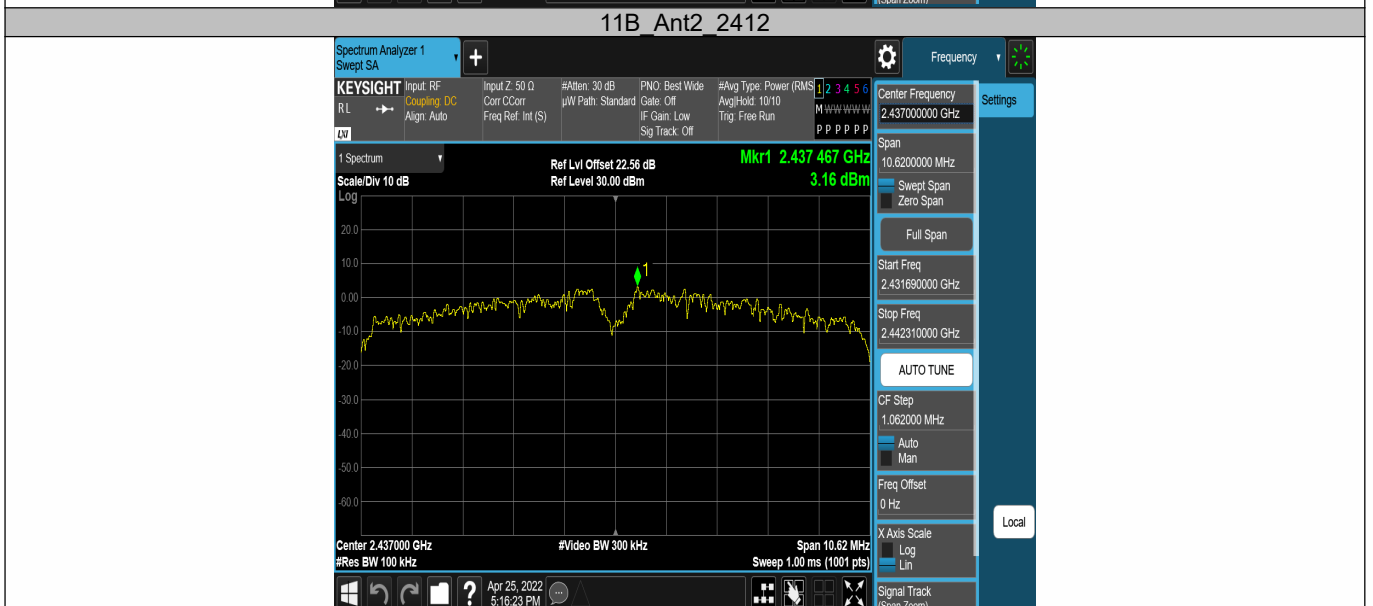 (Span Zoom)
11B_Ant2_2412
Spectrum Analyzer 1
Swept SA
+
Frequency
KEYSIGHT
RL
LXI
Input: RF
Coupling: DC
Align: Auto
Input Z: 50 Ω
Corr CCorr
Freq Ref: Int (S)
#Atten: 30 dB
µW Path: Standard
PNO: Best Wide
Gate: Off
IF Gain: Low
Sig Track: Off
#Avg Type: Power (RMS
Avg|Hold: 10/10
Trig: Free Run
1 2 3 4 5 6
M W W W W W
P P P P P P
Center Frequency
2.437000000 GHz
Settings
Span
10.6200000 MHz
Swept Span
Zero Span
Full Span
Start Freq
2.431690000 GHz
Stop Freq
2.442310000 GHz
AUTO TUNE
CF Step
1.062000 MHz
Auto
Man
Freq Offset
0 Hz
X Axis Scale
Log
Lin
Signal Track
(Span Zoom)
Local
1 Spectrum
Scale/Div 10 dB
Log
Ref Lvl Offset 22.56 dB
Ref Level 30.00 dBm
Mkr1 2.437 467 GHz
3.16 dBm
1
20.0
10.0
0.00
-10.0
-20.0
-30.0
-40.0
-50.0
-60.0
Center 2.437000 GHz
#Res BW 100 kHz
#Video BW 300 kHz
Span 10.62 MHz
Sweep 1.00 ms (1001 pts)
?
Apr 25, 2022
5:16:23 PM